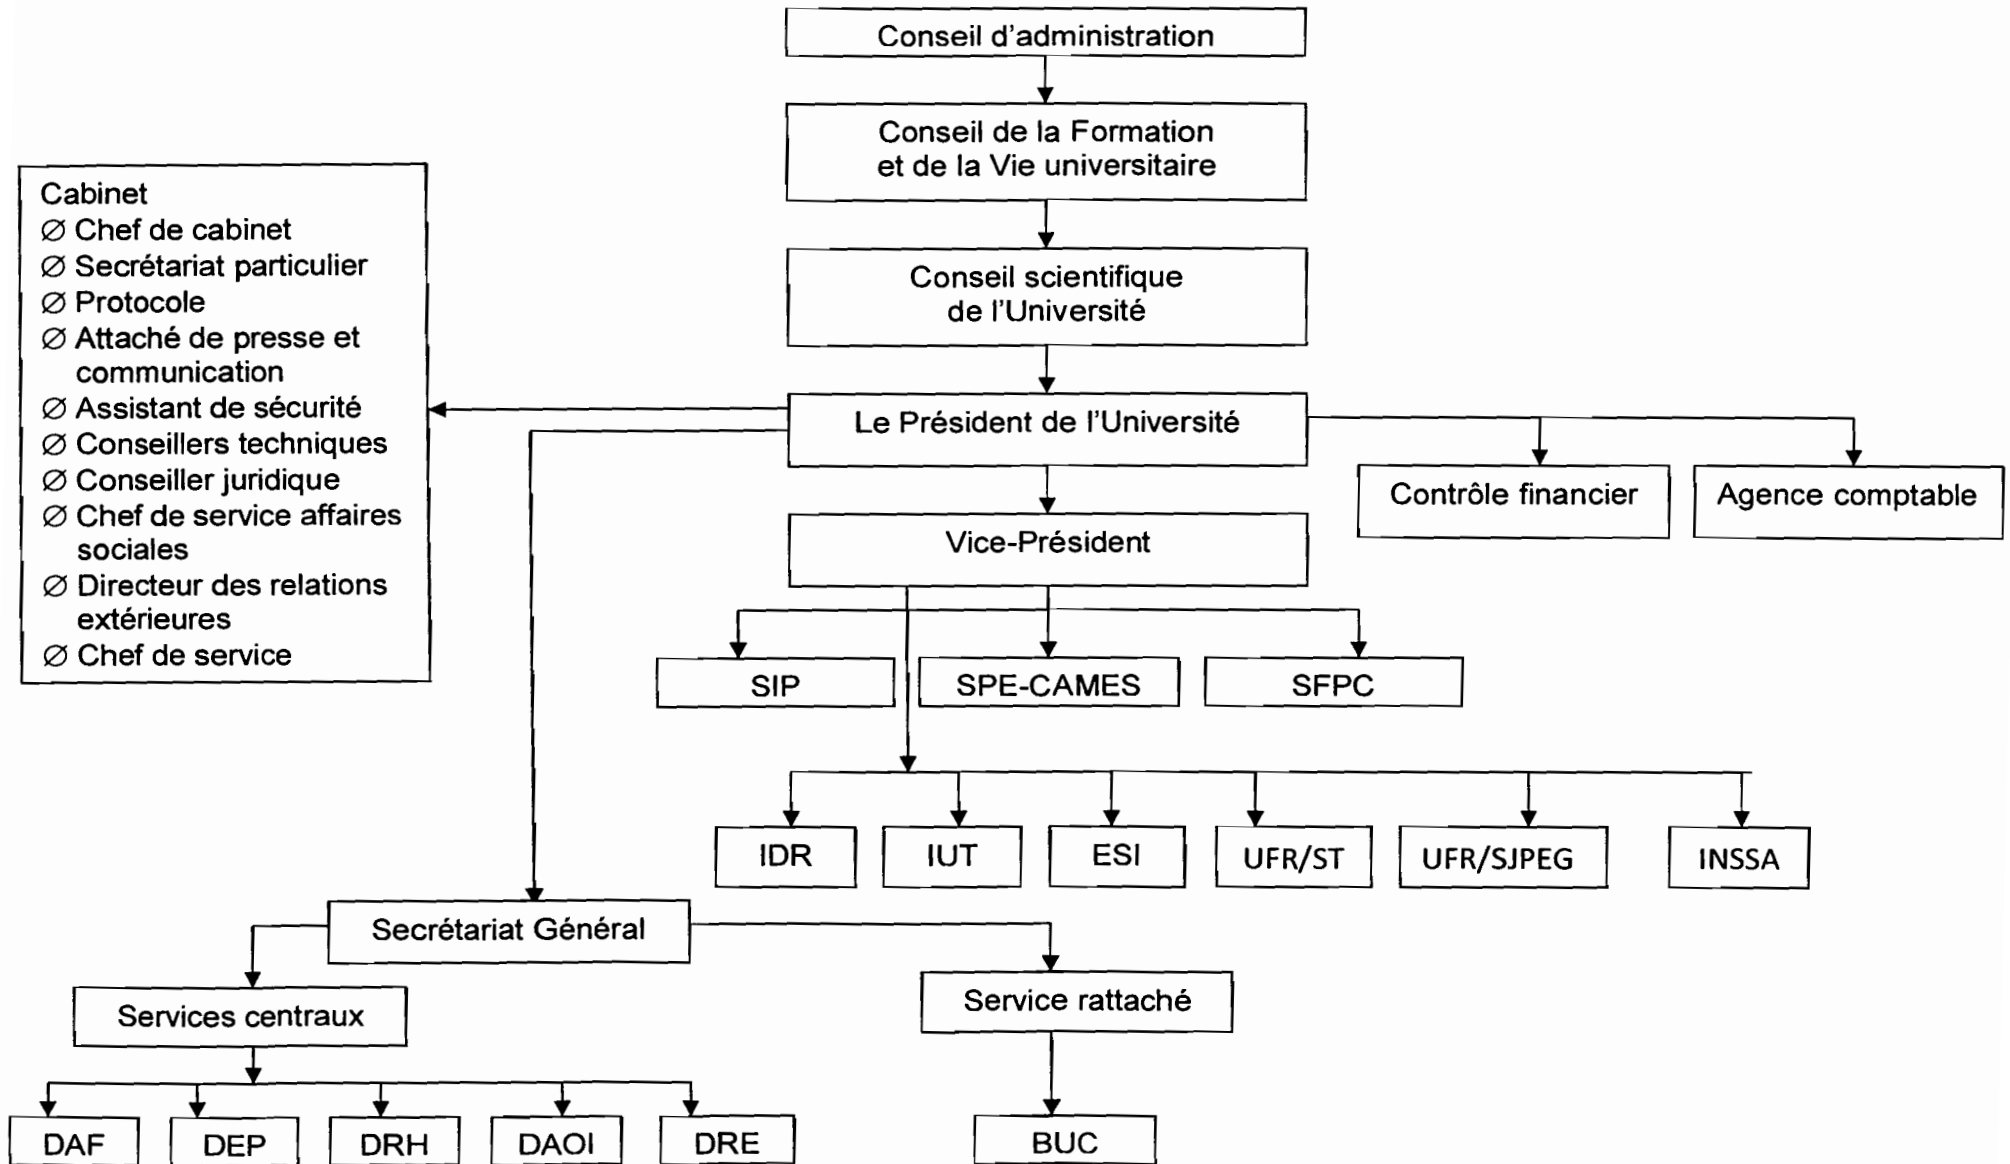 Conseil d'administration
Conseil de la Formation
et de la Vie universitaire
Cabinet
∅ Chef de cabinet
∅ Secrétariat particulier
∅ Protocole
∅ Attaché de presse et
communication
∅ Assistant de sécurité
∅ Conseillers techniques
∅ Conseiller juridique
∅ Chef de service affaires
sociales
∅ Directeur des relations
extérieures
∅ Chef de service
Conseil scientifique
de l'Université
Le Président de l'Université
Contrôle financier
Agence comptable
Vice-Président
SIP
SPE-CAMES
SFPC
IDR
IUT
ESI
UFR/ST
UFR/SJPEG
INSSA
Secrétariat Général
Services centraux
Service rattaché
DAF
DEP
DRH
DAOI
DRE
BUC